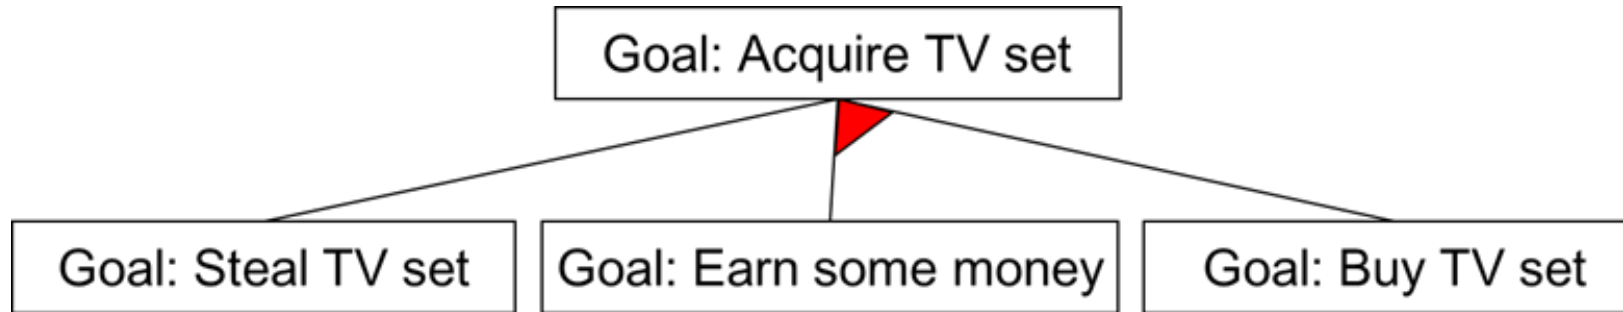 Goal: Acquire TV set
Goal: Steal TV set
Goal: Earn some money
Goal: Buy TV set